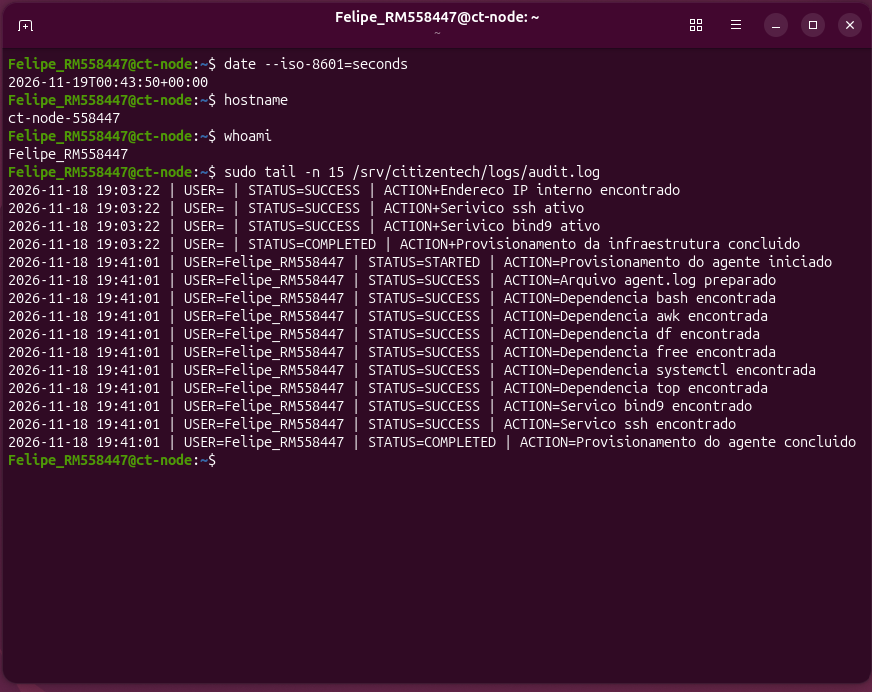 Felipe_RM558447@ct-node: ~
~
Felipe_RM558447@ct-node:~$ date --iso-8601=seconds
2026-11-19T00:43:50+00:00
Felipe_RM558447@ct-node:~$ hostname
ct-node-558447
Felipe_RM558447@ct-node:~$ whoami
Felipe_RM558447
Felipe_RM558447@ct-node:~$ sudo tail -n 15 /srv/citizentech/logs/audit.log
2026-11-18 19:03:22 | USER= | STATUS=SUCCESS | ACTION+Endereco IP interno encontrado
2026-11-18 19:03:22 | USER= | STATUS=SUCCESS | ACTION+Serivico ssh ativo
2026-11-18 19:03:22 | USER= | STATUS=SUCCESS | ACTION+Serivico bind9 ativo
2026-11-18 19:03:22 | USER= | STATUS=COMPLETED | ACTION+Provisionamento da infraestrutura concluido
2026-11-18 19:41:01 | USER=Felipe_RM558447 | STATUS=STARTED | ACTION=Provisionamento do agente iniciado
2026-11-18 19:41:01 | USER=Felipe_RM558447 | STATUS=SUCCESS | ACTION=Arquivo agent.log preparado
2026-11-18 19:41:01 | USER=Felipe_RM558447 | STATUS=SUCCESS | ACTION=Dependencia bash encontrada
2026-11-18 19:41:01 | USER=Felipe_RM558447 | STATUS=SUCCESS | ACTION=Dependencia awk encontrada
2026-11-18 19:41:01 | USER=Felipe_RM558447 | STATUS=SUCCESS | ACTION=Dependencia df encontrada
2026-11-18 19:41:01 | USER=Felipe_RM558447 | STATUS=SUCCESS | ACTION=Dependencia free encontrada
2026-11-18 19:41:01 | USER=Felipe_RM558447 | STATUS=SUCCESS | ACTION=Dependencia systemctl encontrada
2026-11-18 19:41:01 | USER=Felipe_RM558447 | STATUS=SUCCESS | ACTION=Dependencia top encontrada
2026-11-18 19:41:01 | USER=Felipe_RM558447 | STATUS=SUCCESS | ACTION=Servico bind9 encontrado
2026-11-18 19:41:01 | USER=Felipe_RM558447 | STATUS=SUCCESS | ACTION=Servico ssh encontrado
2026-11-18 19:41:01 | USER=Felipe_RM558447 | STATUS=COMPLETED | ACTION=Provisionamento do agente concluido
Felipe_RM558447@ct-node:~$